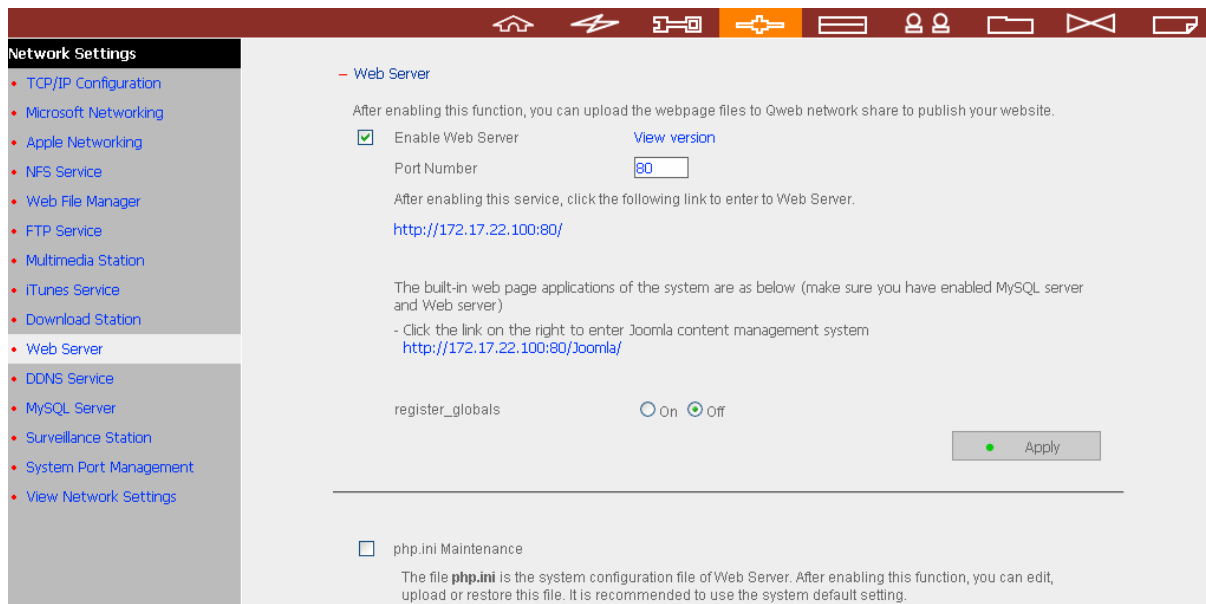 Network Settings
TCP/IP Configuration
Microsoft Networking
Apple Networking
NFS Service
Web File Manager
FTP Service
Multimedia Station
iTunes Service
Download Station
Web Server
DDNS Service
MySQL Server
Surveillance Station
System Port Management
View Network Settings
– Web Server
After enabling this function, you can upload the webpage files to Qweb network share to publish your website.
Enable Web Server View version
Port Number 80
After enabling this service, click the following link to enter to Web Server.
http://172.17.22.100:80/
The built-in web page applications of the system are as below (make sure you have enabled MySQL server
and Web server)
- Click the link on the right to enter Joomla content management system
http://172.17.22.100:80/Joomla/
register_globals On Off
Apply
php.ini Maintenance
The file php.ini is the system configuration file of Web Server. After enabling this function, you can edit,
upload or restore this file. It is recommended to use the system default setting.